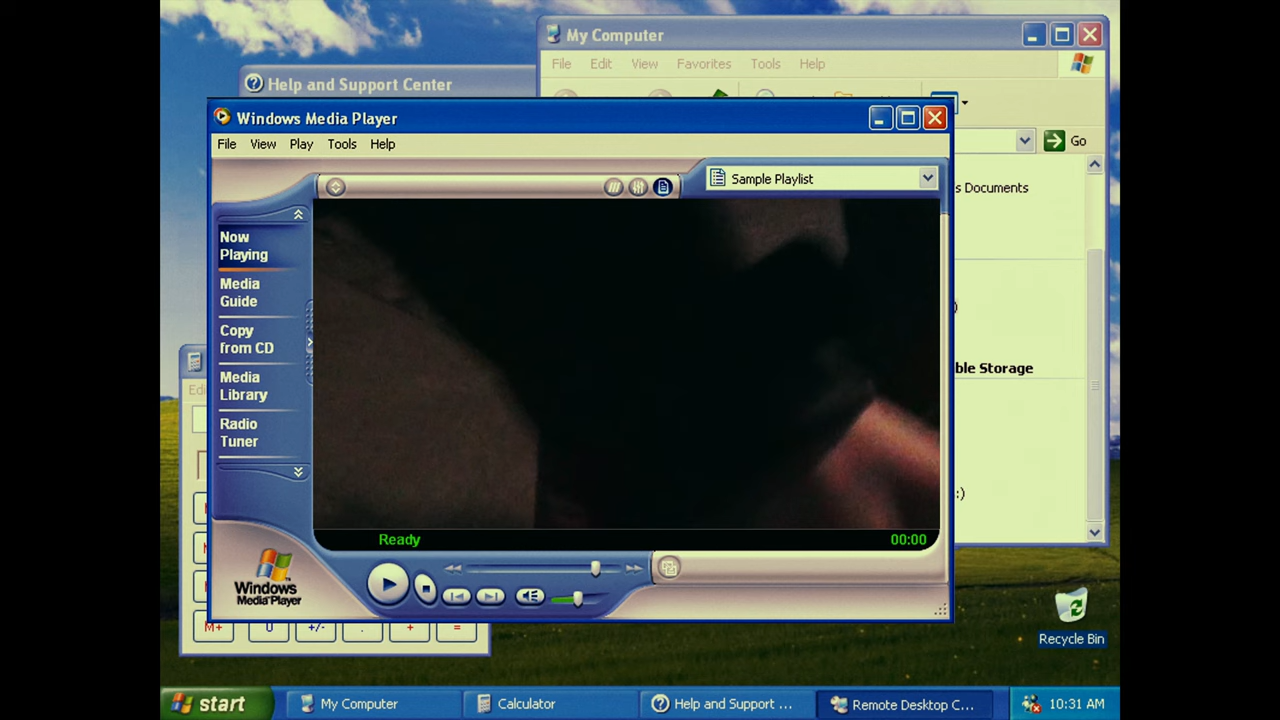 My Computer
File Edit View Favorites Tools Help
Help and Support Center
Windows Media Player
File View Play Tools Help
Go
Sample Playlist
s Documents
Now
Playing
Media
Guide
Copy
from CD
Media
Library
Radio
Tuner
ble Storage
:)
Ready 00:00
Windows
Media Player
M+ 0 +/- . + =
Recycle Bin
start My Computer Calculator Help and Support ... Remote Desktop C... 10:31 AM